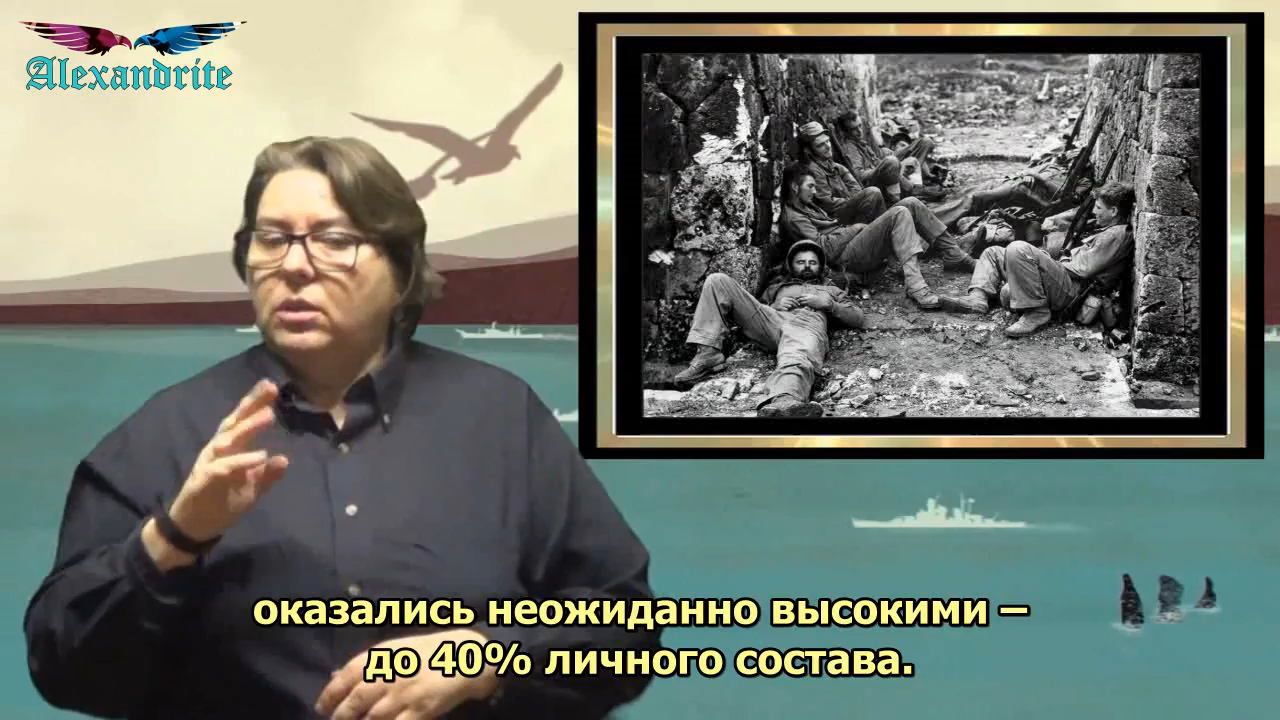 Alexandrite
оказались неожиданно высокими –
до 40% личного состава.